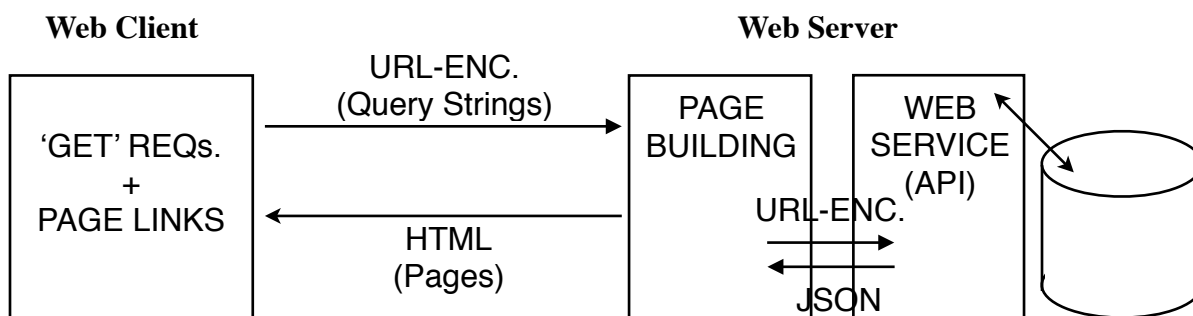 Web Client
Web Server
‘GET’ REQs.
+
PAGE LINKS
URL-ENC.
(Query Strings)
HTML
(Pages)
PAGE
BUILDING
WEB
SERVICE
(API)
URL-ENC.
JSON